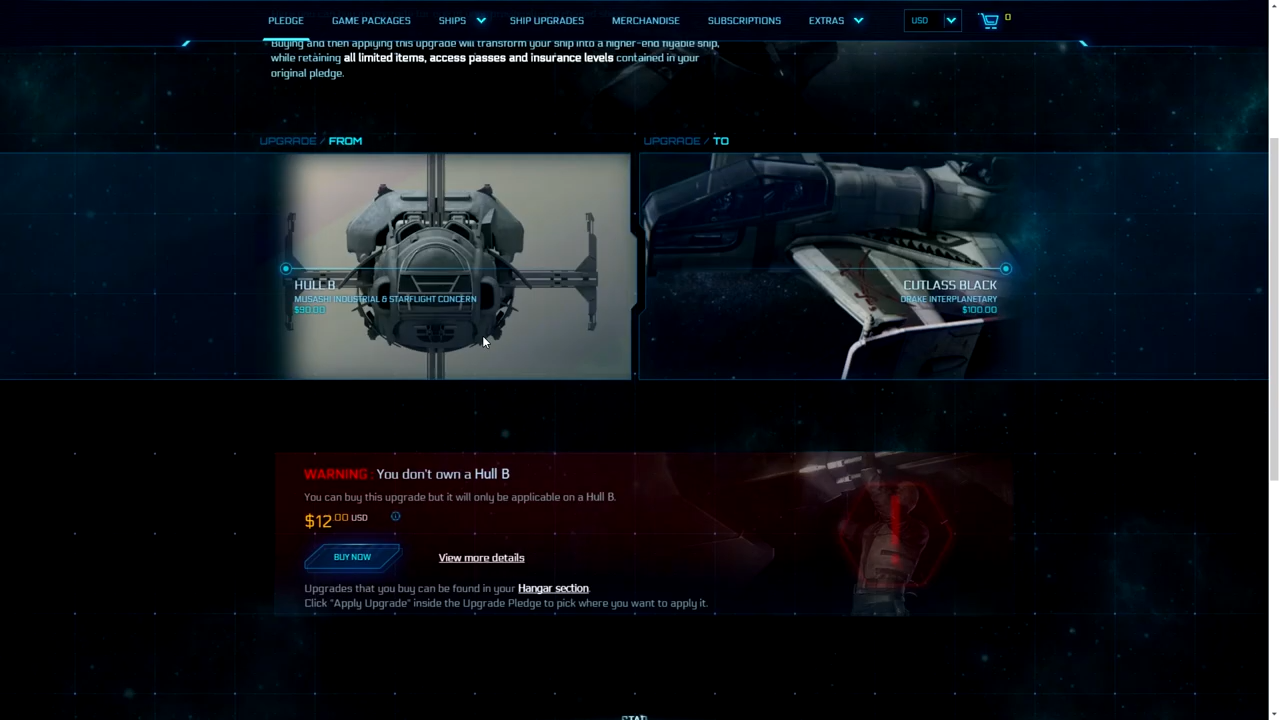 PLEDGE GAME PACKAGES SHIPS SHIP UPGRADES MERCHANDISE SUBSCRIPTIONS EXTRAS USD 0
Buying and then applying this upgrade will transform your ship into a higher-end flyable ship,
while retaining all limited items, access passes and insurance levels contained in your
original pledge.
UPGRADE / FROM
UPGRADE / TO
HULL B
MUSASHI INDUSTRIAL & STARFLIGHT CONCERN
$90.00
CUTLASS BLACK
DRAKE INTERPLANETARY
$100.00
WARNING : You don't own a Hull B
You can buy this upgrade but it will only be applicable on a Hull B.
$12.00 USD
BUY NOW View more details
Upgrades that you buy can be found in your Hangar section.
Click "Apply Upgrade" inside the Upgrade Pledge to pick where you want to apply it.